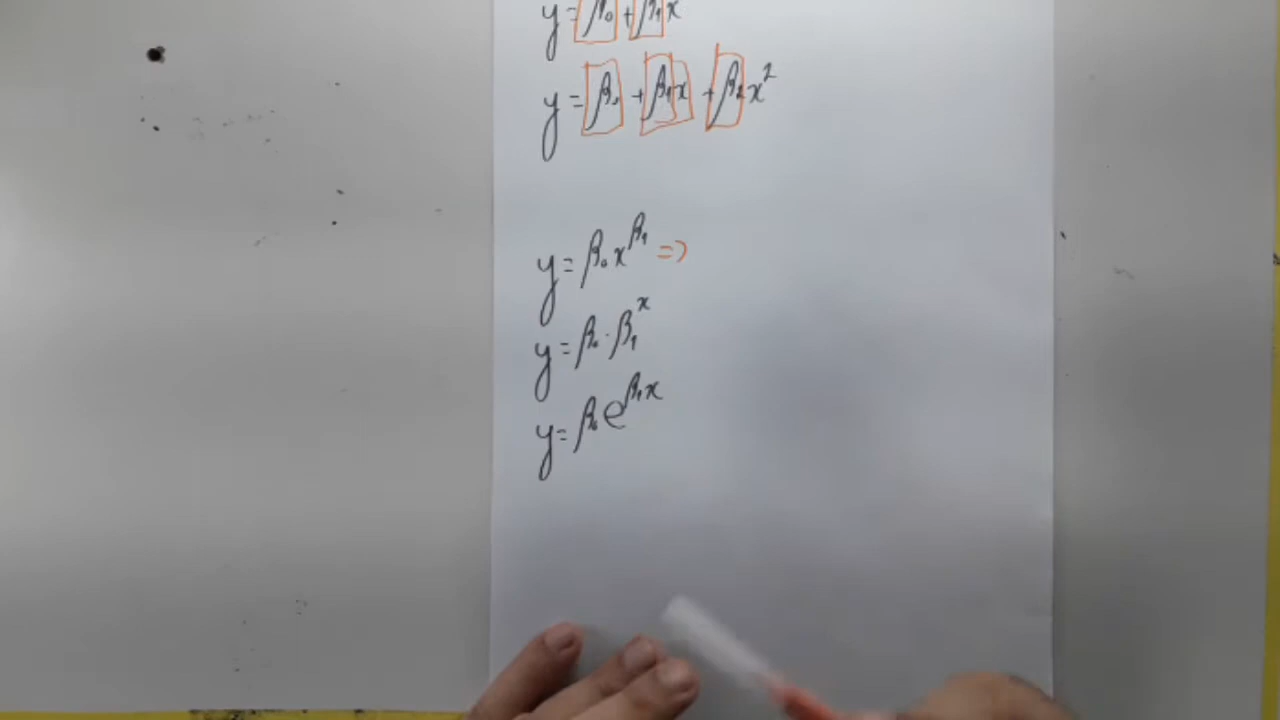 y = β₀ + β₁x
y = β₀ + β₁x + β₂x²
y = β₀x^β₁ =>
y = β₀ · β₁^x
y = β₀e^β₁x